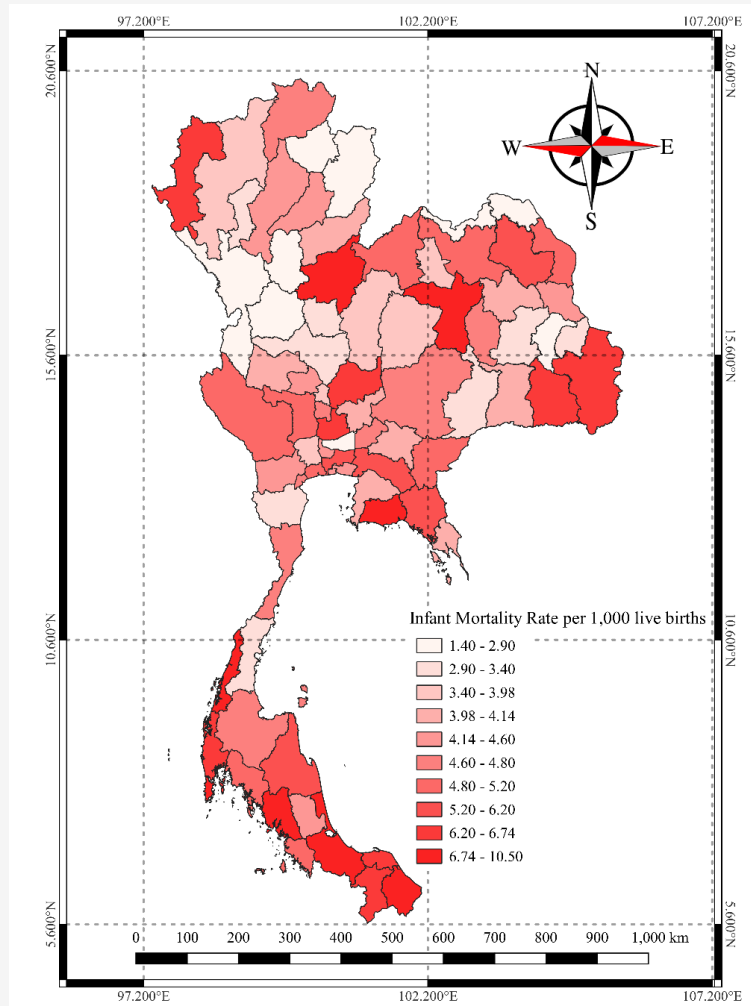 97.200°E 102.200°E 107.200°E
20.600°N 20.600°N
N
W E
S
15.600°N 15.600°N
Infant Mortality Rate per 1,000 live births
10.600°N 10.600°N
1.40 - 2.90
2.90 - 3.40
3.40 - 3.98
3.98 - 4.14
4.14 - 4.60
4.60 - 4.80
4.80 - 5.20
5.20 - 6.20
6.20 - 6.74
6.74 - 10.50
5.600°N 5.600°N
0 100 200 300 400 500 600 700 800 900 1,000 km
97.200°E 102.200°E 107.200°E